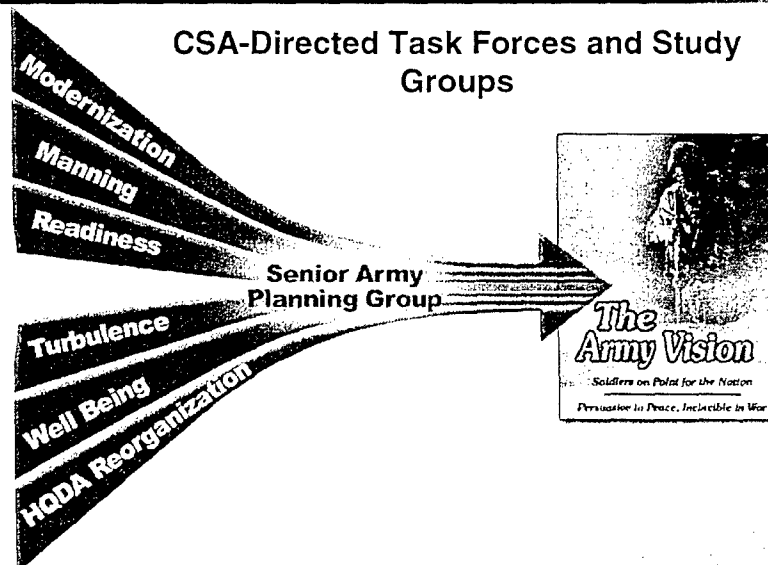 CSA-Directed Task Forces and Study
Groups
Modernization
Manning
Readiness
Senior Army
Planning Group
Turbulence
Well Being
HQDA Reorganization
The
Army Vision
Soldiers on Point for the Nation
Persuasive in Peace, Invincible in War